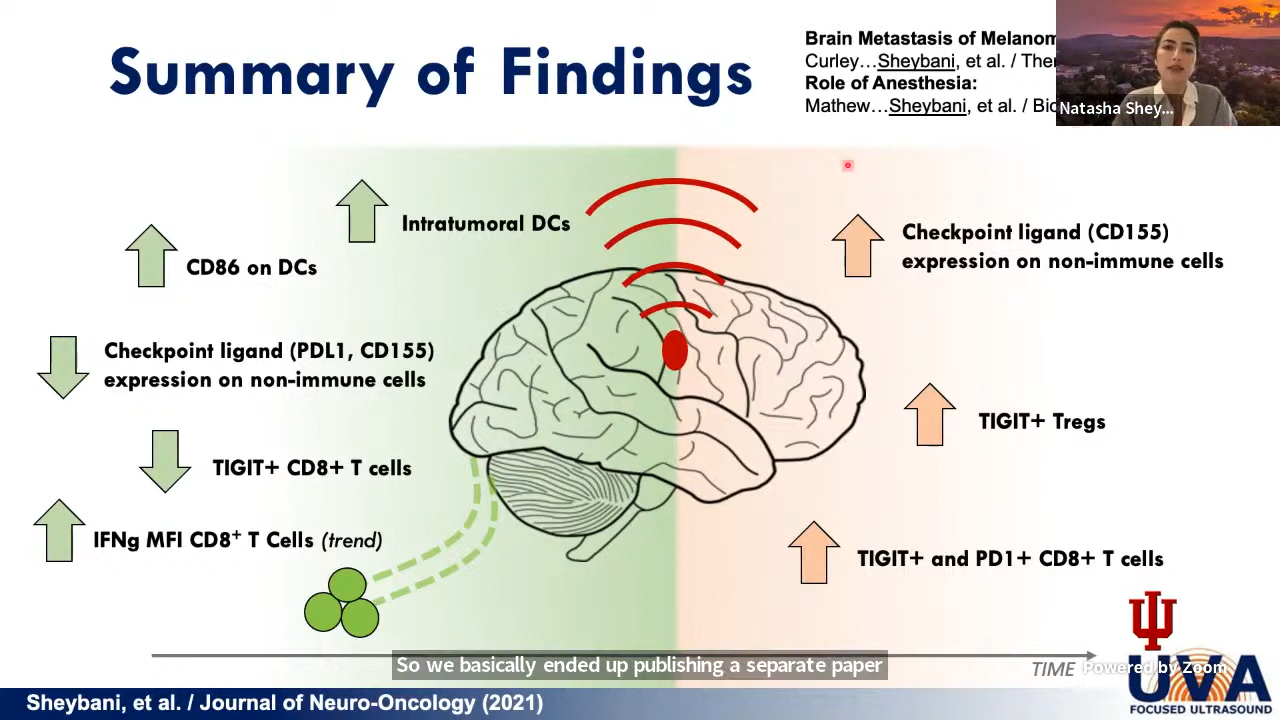 Summary of Findings
Brain Metastasis of Melanom
Curley...Sheybani, et al. / Ther
Role of Anesthesia:
Mathew...Sheybani, et al. / Bio
Natasha Shey...
Intratumoral DCs
CD86 on DCs
Checkpoint ligand (PDL1, CD155)
expression on non-immune cells
TIGIT+ CD8+ T cells
IFNg MFI CD8⁺ T Cells (trend)
Checkpoint ligand (CD155)
expression on non-immune cells
TIGIT+ Tregs
TIGIT+ and PD1+ CD8+ T cells
So we basically ended up publishing a separate paper
TIME
Powered by Zoom
Sheybani, et al. / Journal of Neuro-Oncology (2021)
UVA
FOCUSED ULTRASOUND